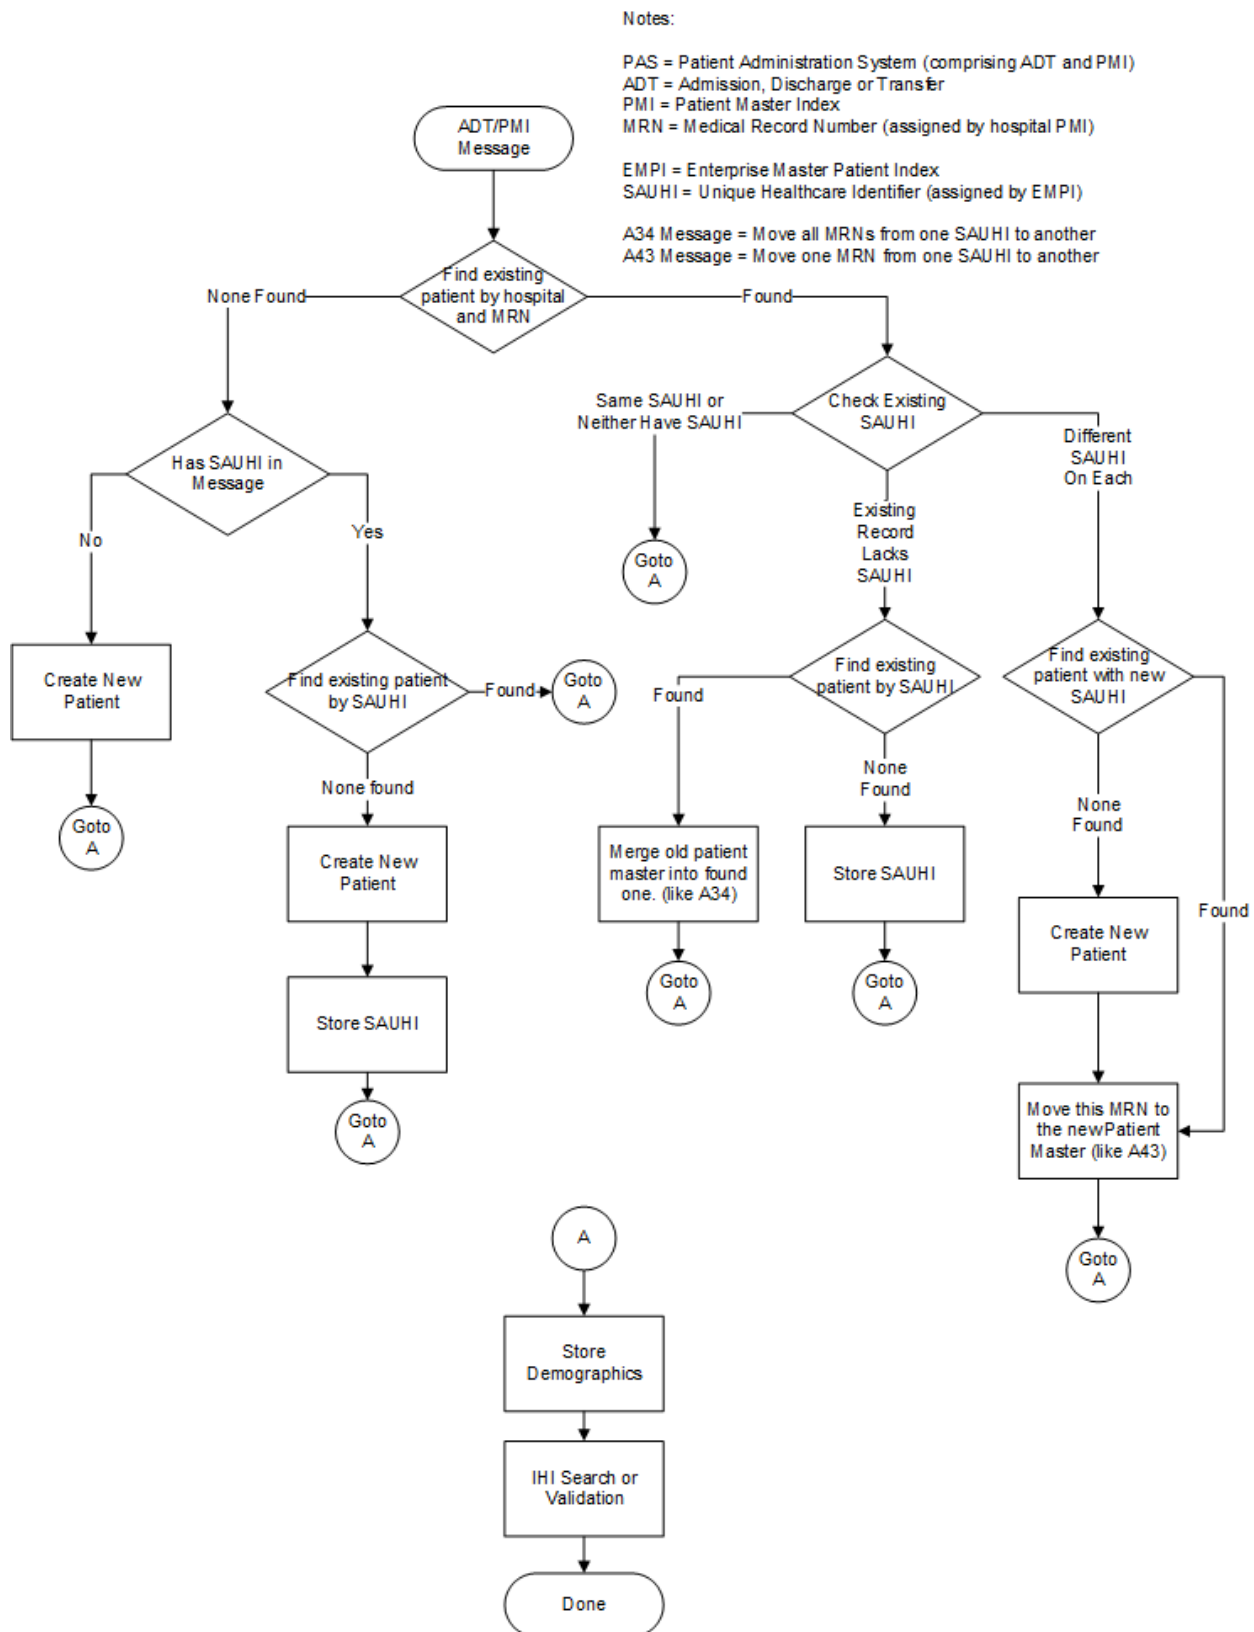 Notes:
PAS = Patient Administration System (comprising ADT and PMI)
ADT = Admission, Discharge or Transfer
PMI = Patient Master Index
MRN = Medical Record Number (assigned by hospital PMI)
EMPI = Enterprise Master Patient Index
SAUHI = Unique Healthcare Identifier (assigned by EMPI)
A34 Message = Move all MRNs from one SAUHI to another
A43 Message = Move one MRN from one SAUHI to another
ADT/PMI
Message
Find existing
patient by hospital
and MRN
None Found
Found
Has SAUHI in
Message
No
Yes
Create New
Patient
Goto
A
Find existing patient
by SAUHI
Found
Goto
A
None found
Create New
Patient
Store SAUHI
Goto
A
Check Existing
SAUHI
Same SAUHI or
Neither Have SAUHI
Goto
A
Existing
Record
Lacks
SAUHI
Find existing
patient by SAUHI
Found
Merge old patient
master into found
one. (like A34)
Goto
A
None
Found
Store SAUHI
Goto
A
Different
SAUHI
On Each
Find existing
patient with new
SAUHI
None
Found
Found
Create New
Patient
Move this MRN to
the new Patient
Master (like A43)
Goto
A
A
Store
Demographics
IHI Search or
Validation
Done